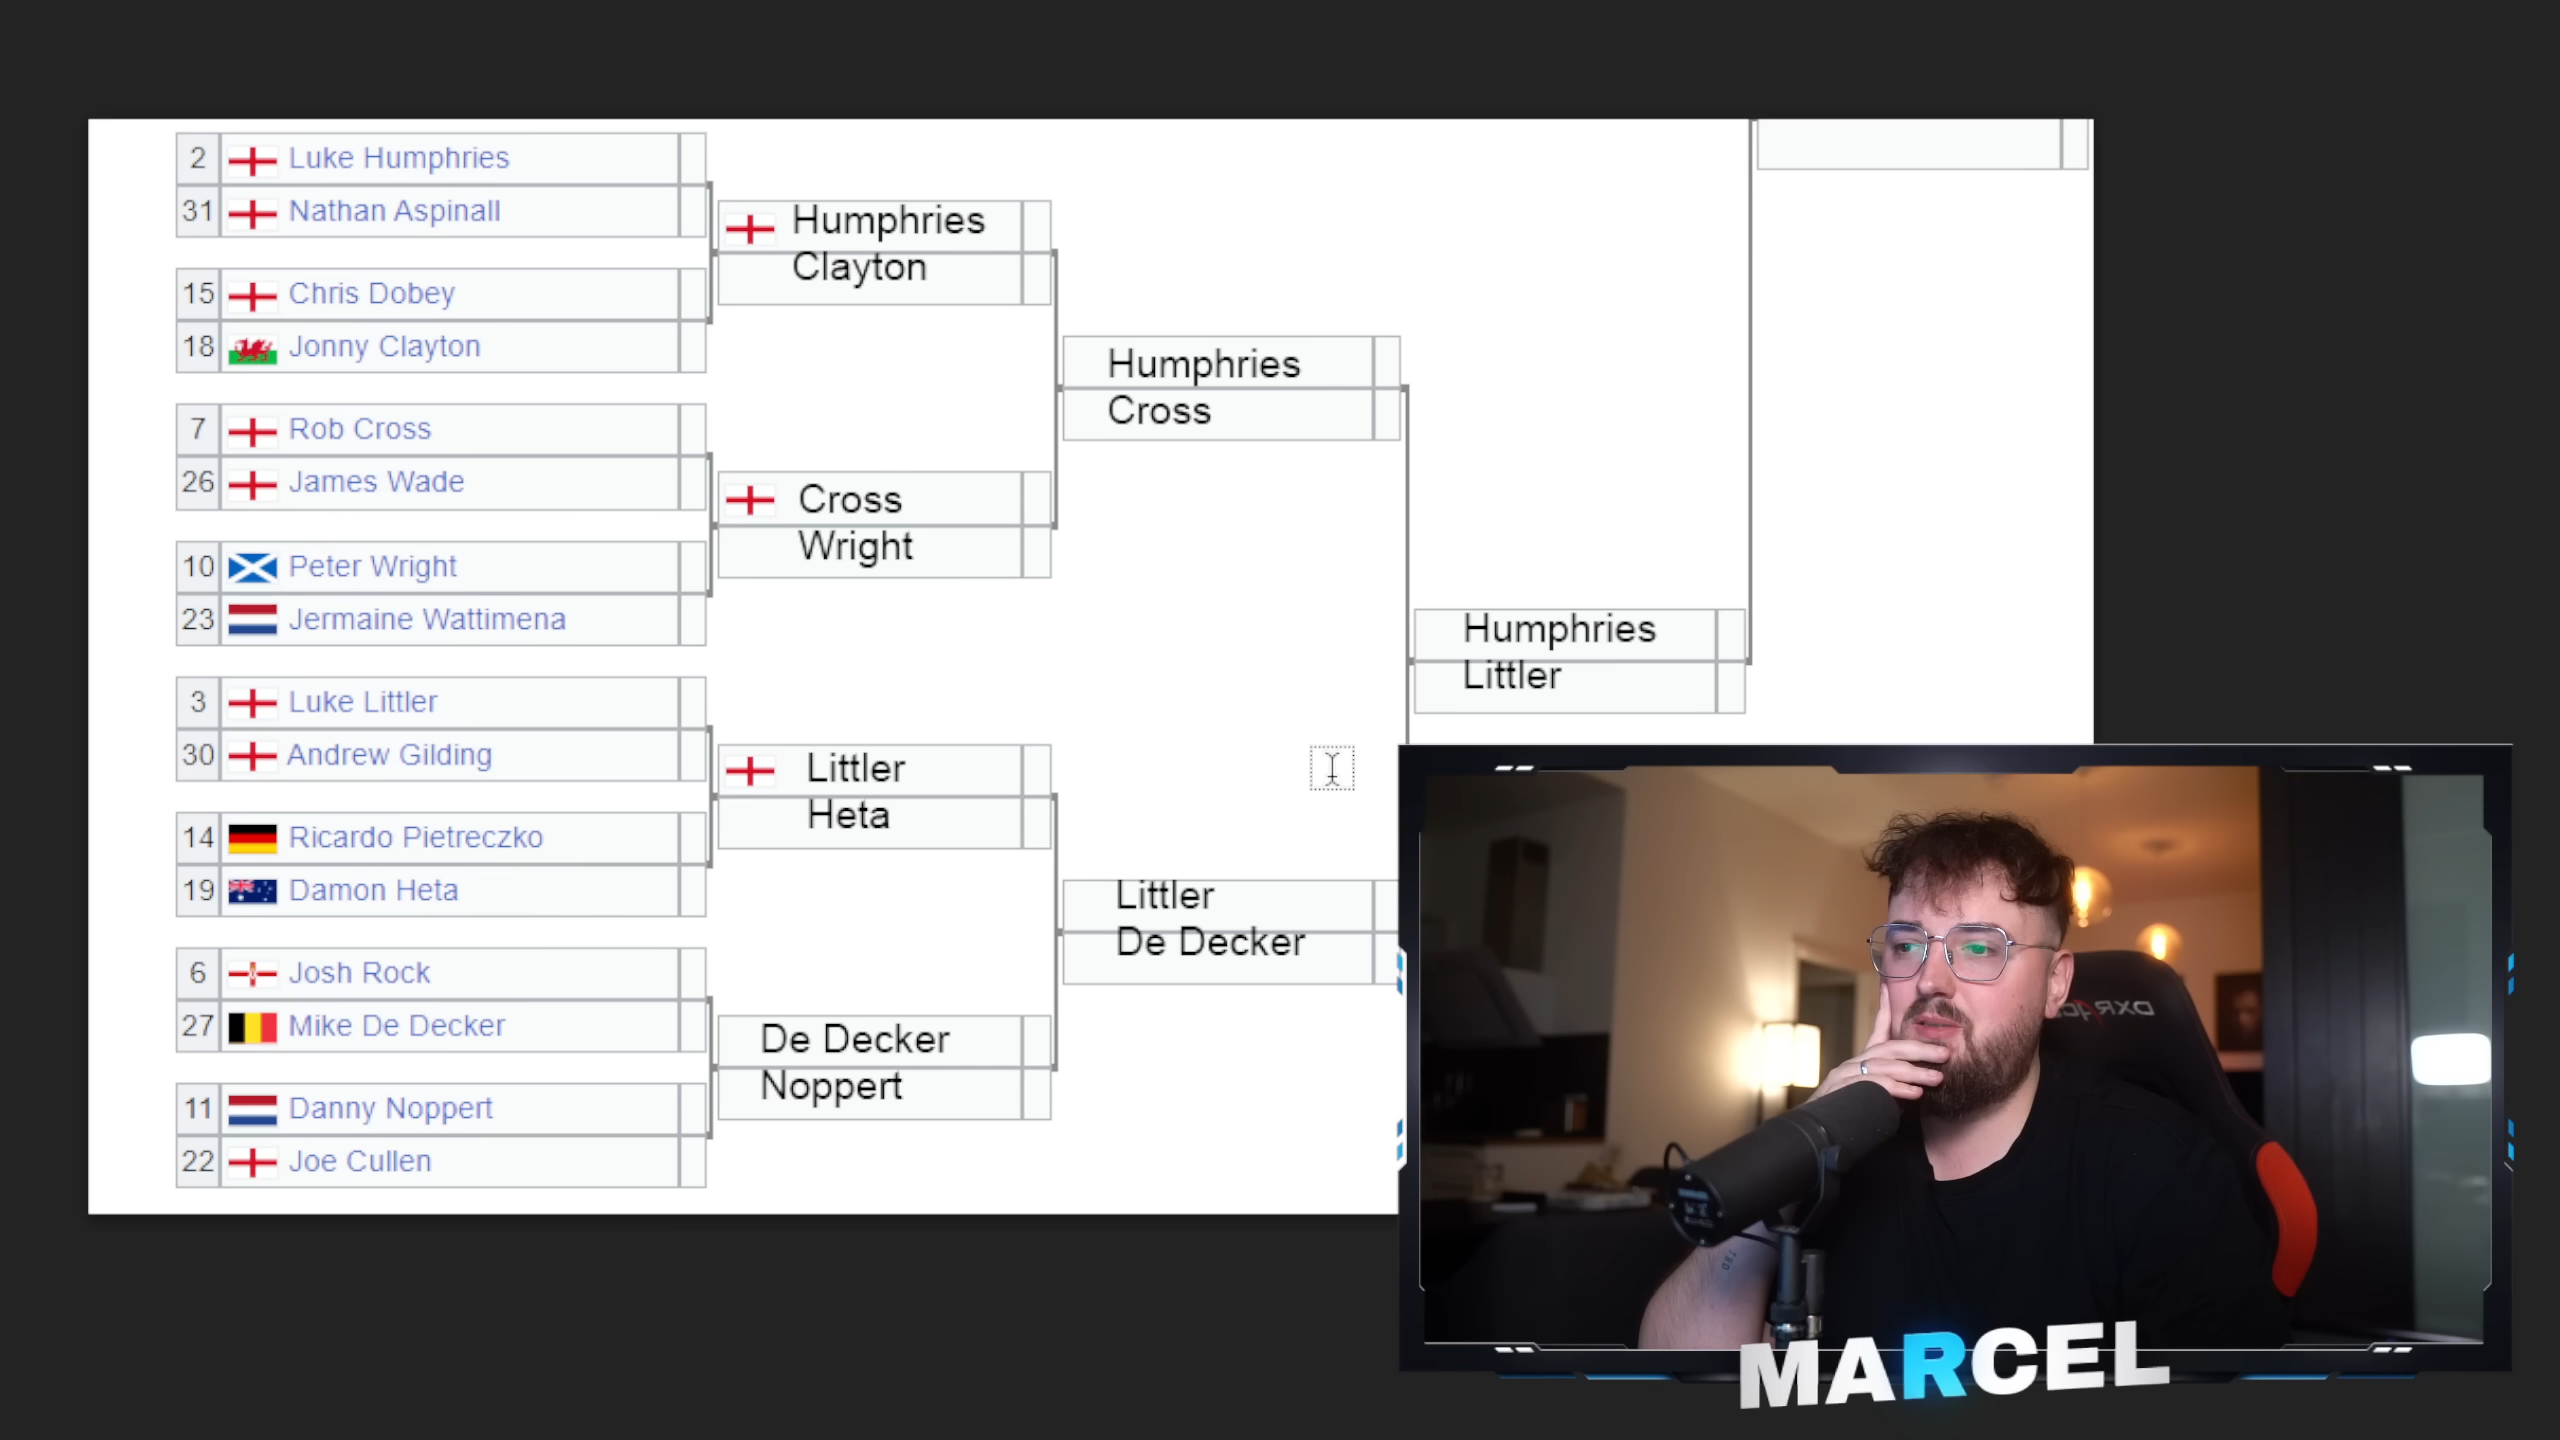 2 Luke Humphries
31 Nathan Aspinall
15 Chris Dobey
18 Jonny Clayton
7 Rob Cross
26 James Wade
10 Peter Wright
23 Jermaine Wattimena
3 Luke Littler
30 Andrew Gilding
14 Ricardo Pietreczko
19 Damon Heta
6 Josh Rock
27 Mike De Decker
11 Danny Noppert
22 Joe Cullen
Humphries
Clayton
Cross
Wright
Littler
Heta
De Decker
Noppert
Humphries
Cross
Littler
De Decker
Humphries
Littler
MARCEL